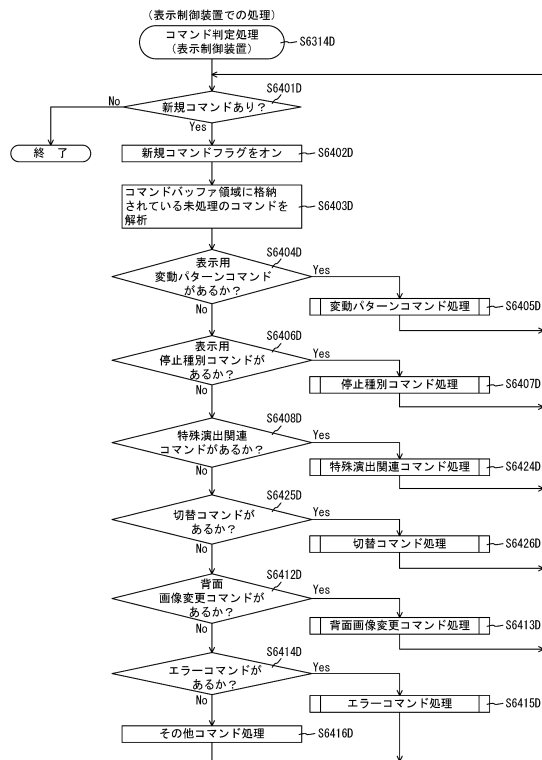 (表示制御装置での処理)
コマンド判定処理
(表示制御装置)
S6314D
S6401D
新規コマンドあり?
No
Yes
終 了
新規コマンドフラグをオン
S6402D
コマンドバッファ領域に格納
されている未処理のコマンドを
解析
S6403D
S6404D
表示用
変動パターンコマンド
があるか?
Yes
No
変動パターンコマンド処理
S6405D
S6406D
表示用
停止種別コマンドが
あるか?
Yes
No
停止種別コマンド処理
S6407D
S6408D
特殊演出関連
コマンドがあるか?
Yes
No
特殊演出関連コマンド処理
S6424D
S6425D
切替コマンドが
あるか?
Yes
No
切替コマンド処理
S6426D
S6412D
背面
画像変更コマンドが
あるか?
Yes
No
背面画像変更コマンド処理
S6413D
S6414D
エラーコマンドが
あるか?
Yes
No
エラーコマンド処理
S6415D
その他コマンド処理
S6416D